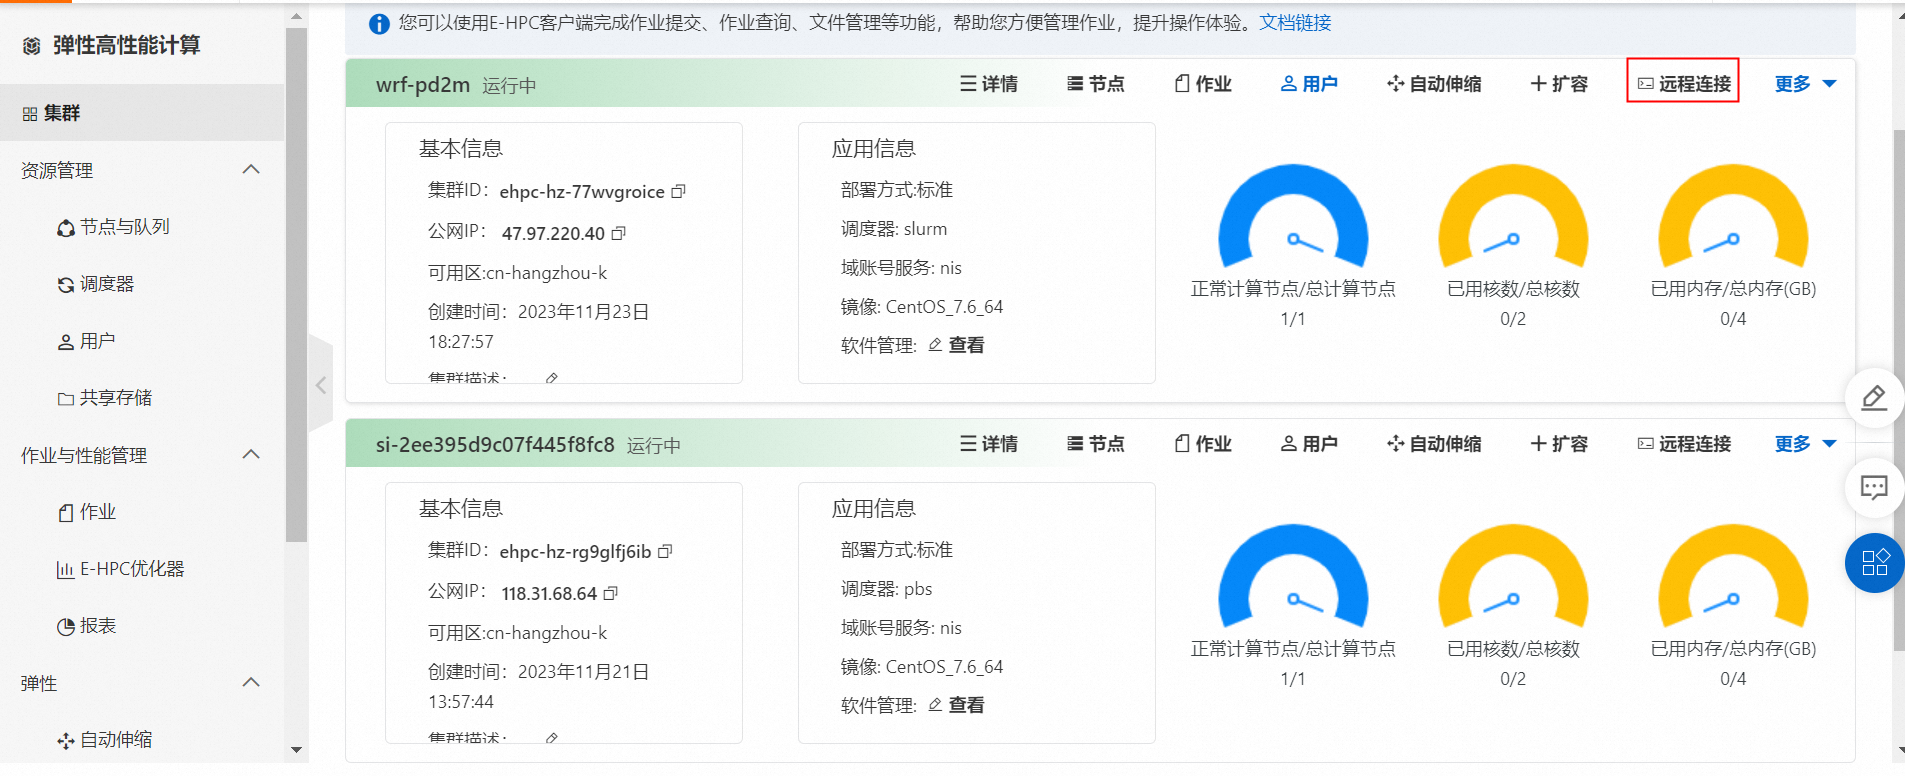 弹性高性能计算
集群
资源管理
节点与队列
调度器
用户
共享存储
作业与性能管理
作业
E-HPC优化器
报表
弹性
自动伸缩
您可以使用E-HPC客户端完成作业提交、作业查询、文件管理等功能，帮助您方便管理作业，提升操作体验。文档链接
wrf-pd2m 运行中 详情 节点 作业 用户 自动伸缩 扩容 远程连接 更多
基本信息
集群ID： ehpc-hz-77wvgroice
公网IP： 47.97.220.40
可用区:cn-hangzhou-k
创建时间：2023年11月23日
18:27:57
集群描述：
应用信息
部署方式:标准
调度器: slurm
域账号服务: nis
镜像: CentOS_7.6_64
软件管理: 查看
正常计算节点/总计算节点
1/1
已用核数/总核数
0/2
已用内存/总内存(GB)
0/4
si-2ee395d9c07f445f8fc8 运行中 详情 节点 作业 用户 自动伸缩 扩容 远程连接 更多
基本信息
集群ID： ehpc-hz-rg9glfj6ib
公网IP： 118.31.68.64
可用区:cn-hangzhou-k
创建时间：2023年11月21日
13:57:44
集群描述：
应用信息
部署方式:标准
调度器: pbs
域账号服务: nis
镜像: CentOS_7.6_64
软件管理: 查看
正常计算节点/总计算节点
1/1
已用核数/总核数
0/2
已用内存/总内存(GB)
0/4